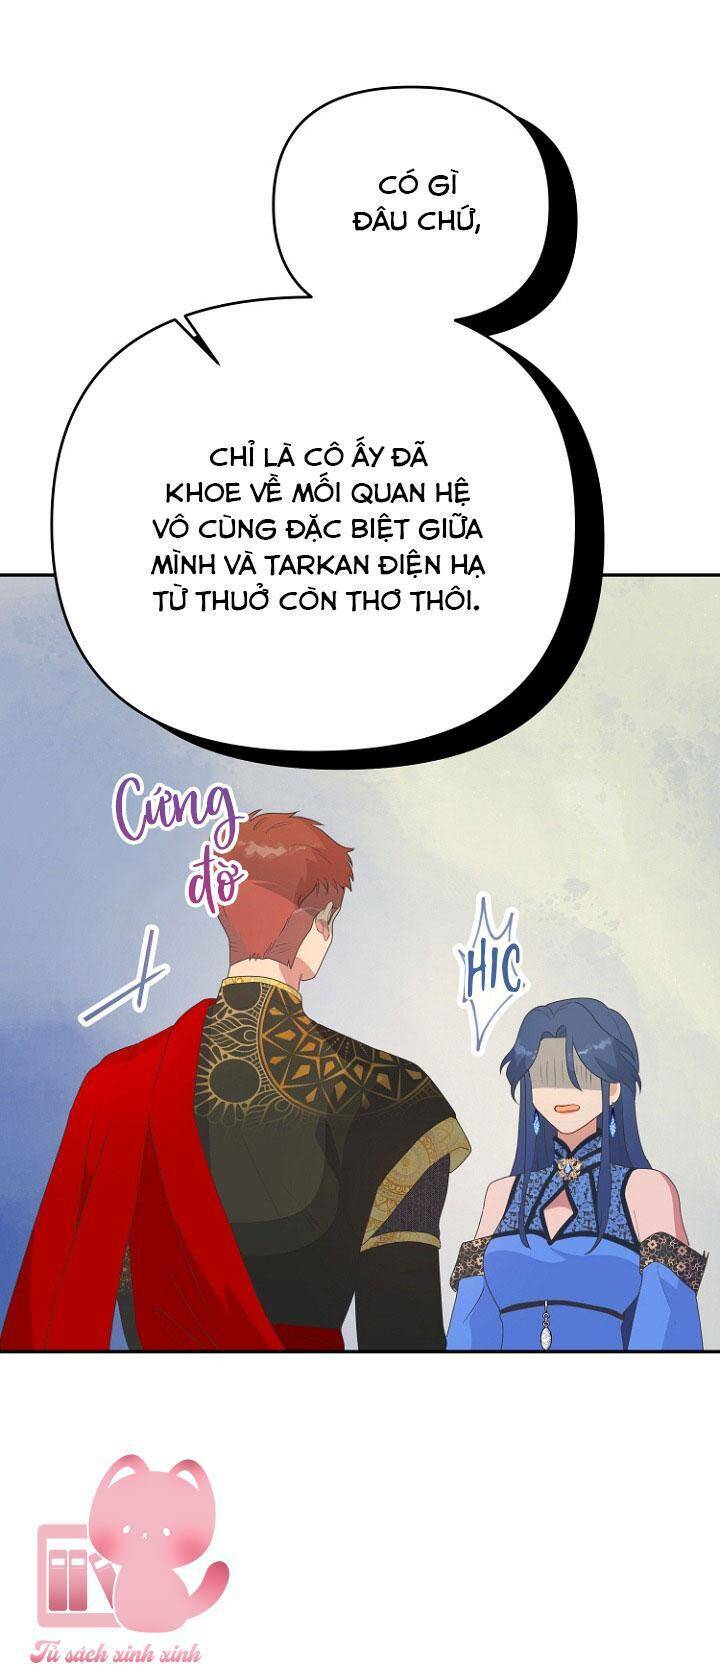 CÓ GÌ
ĐÂU CHỨ,
CHỈ LÀ CÔ ẤY ĐÃ
KHOE VỀ MỐI QUAN HỆ
VÔ CÙNG ĐẶC BIỆT GIỮA
MÌNH VÀ TARKAN ĐIỆN HẠ
TỪ THUỞ CÒN THƠ THÔI.
Cứng
đờ
HIC
Tủ sách xinh xinh